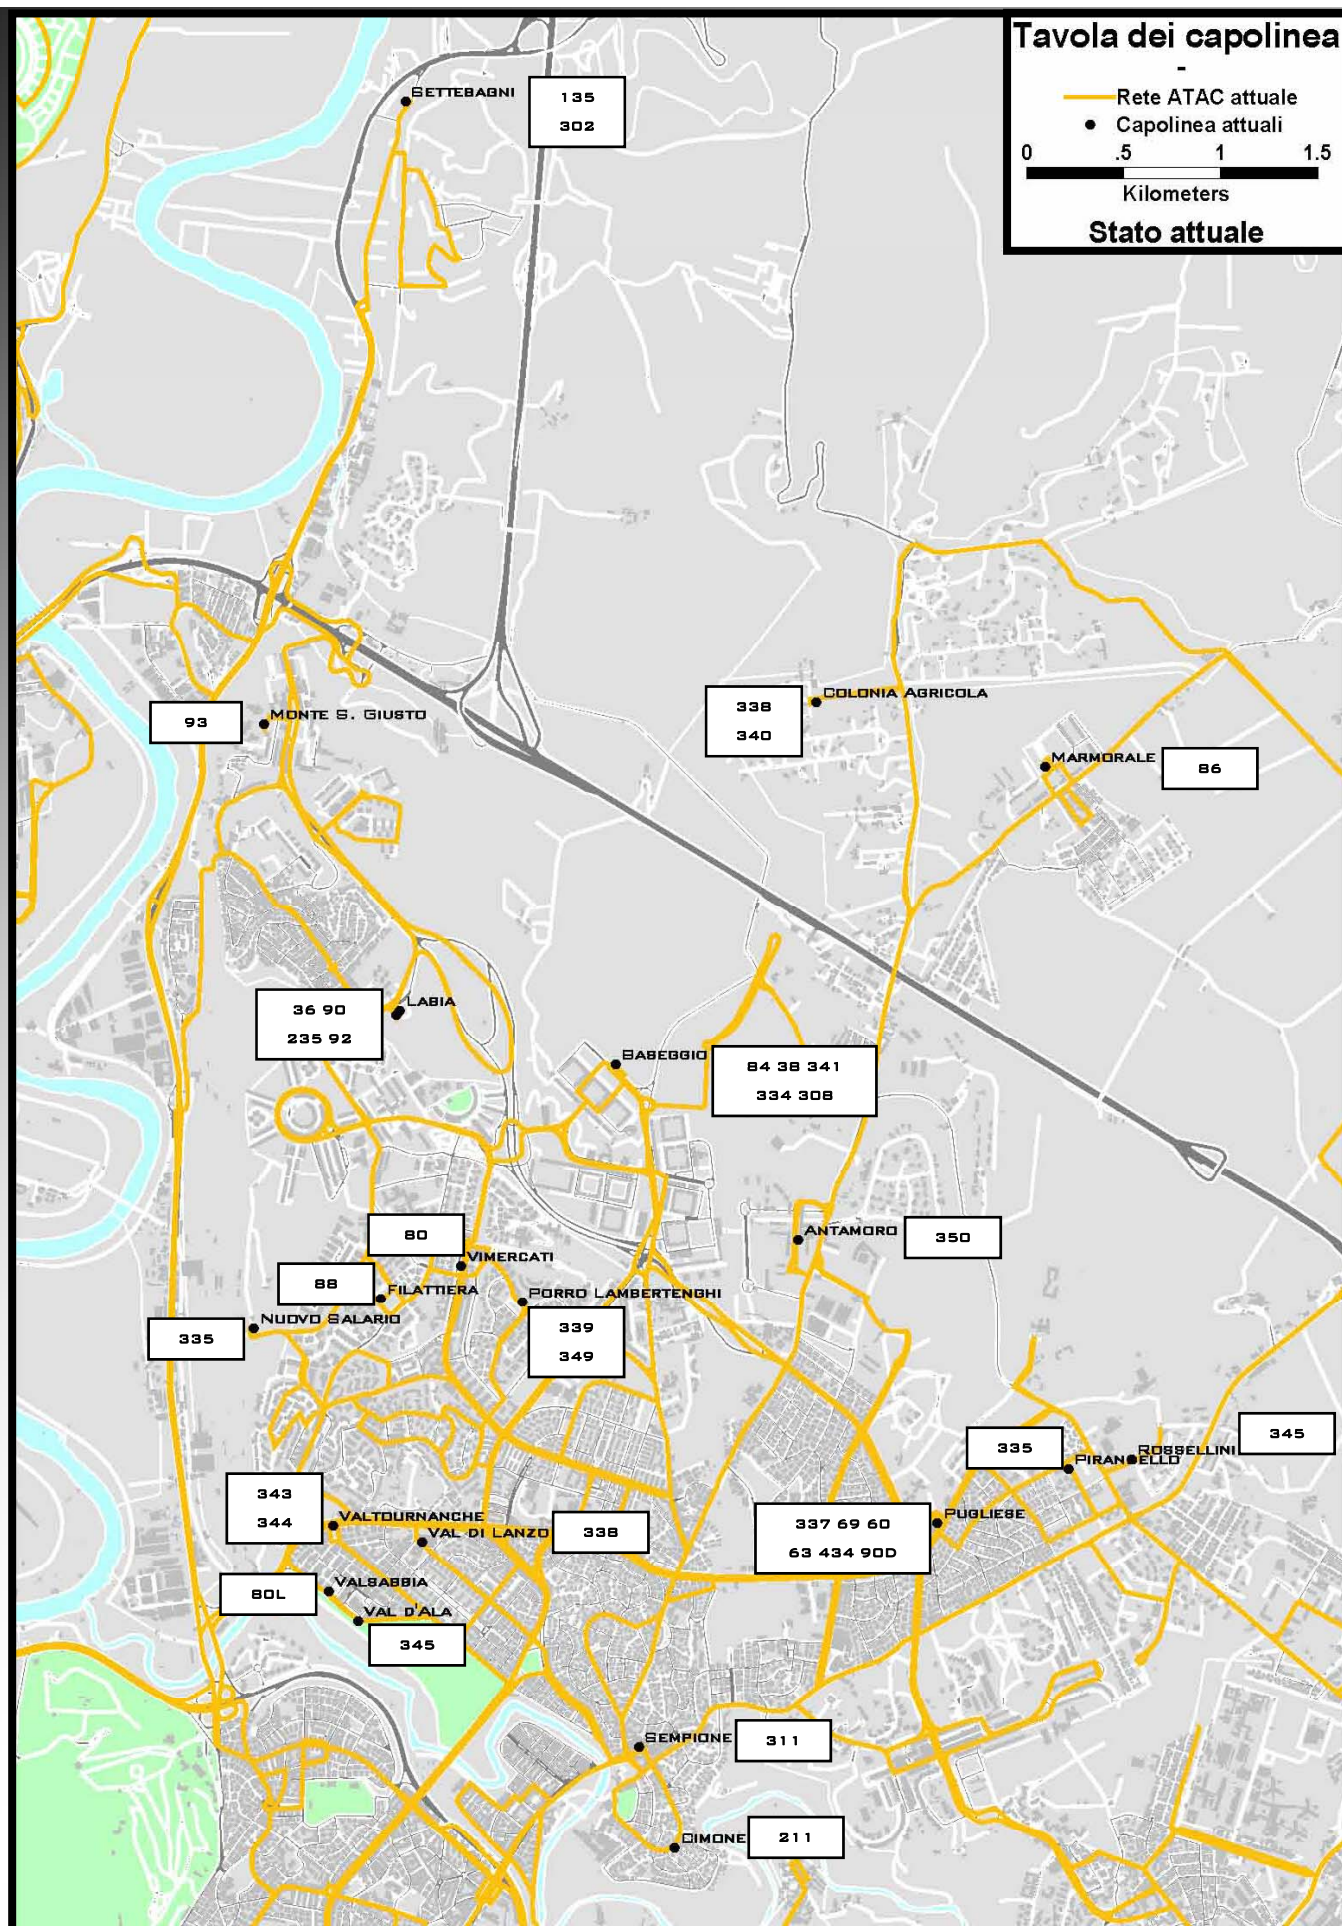 Tavola dei capolinea
-
Rete ATAC attuale
Capolinea attuali
0 .5 1 1.5
Kilometers
Stato attuale
SETTEBAGNI
135
302
93
MONTE S. GIUSTO
338
340
COLONIA AGRICOLA
MARMORALE
86
36 90
235 92
LABIA
BASEGGIO
84 38 341
334 308
80
VIMERCATI
ANTAMORO
350
88
FILATTIERA
PORRO LAMBERTENGHI
NUOVO SALARIO
335
339
349
335
PIRANDELLO
ROSSELLINI
345
343
344
VALTOURNANCHE
VAL DI LANZO
338
337 69 60
63 434 90D
PUGLIESE
80L
VALSABBIA
VAL D'ALA
345
SEMPIONE
311
CIMONE
211